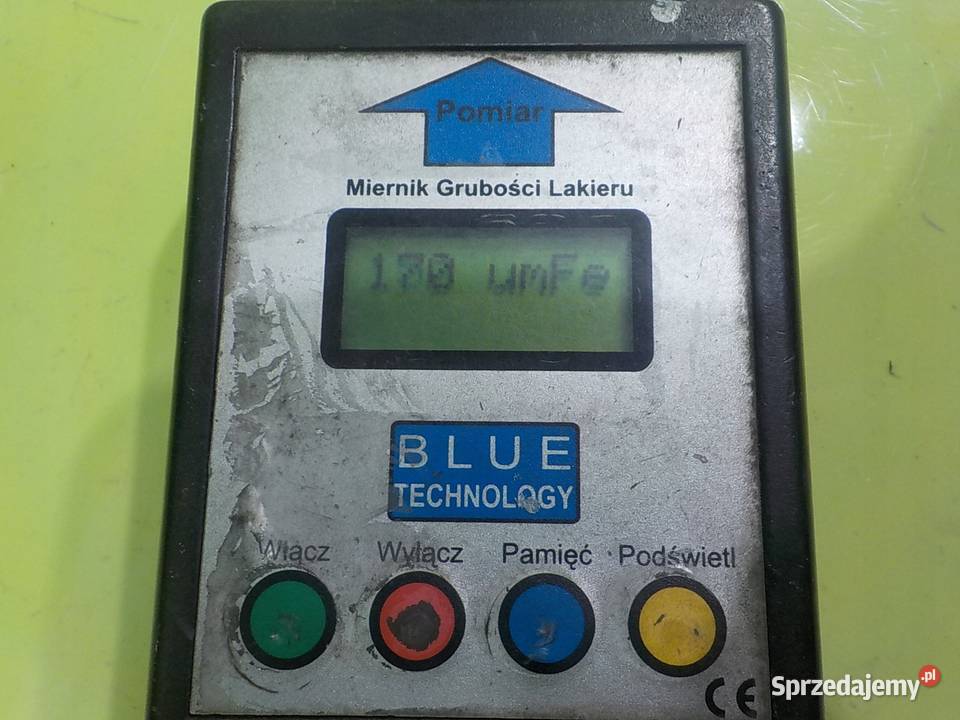 Pomiar
Miernik Grubości Lakieru
170 umFe
BLUE
TECHNOLOGY
Włącz Wyłącz Pamięć Podświetl
CE
Sprzedajemy.pl